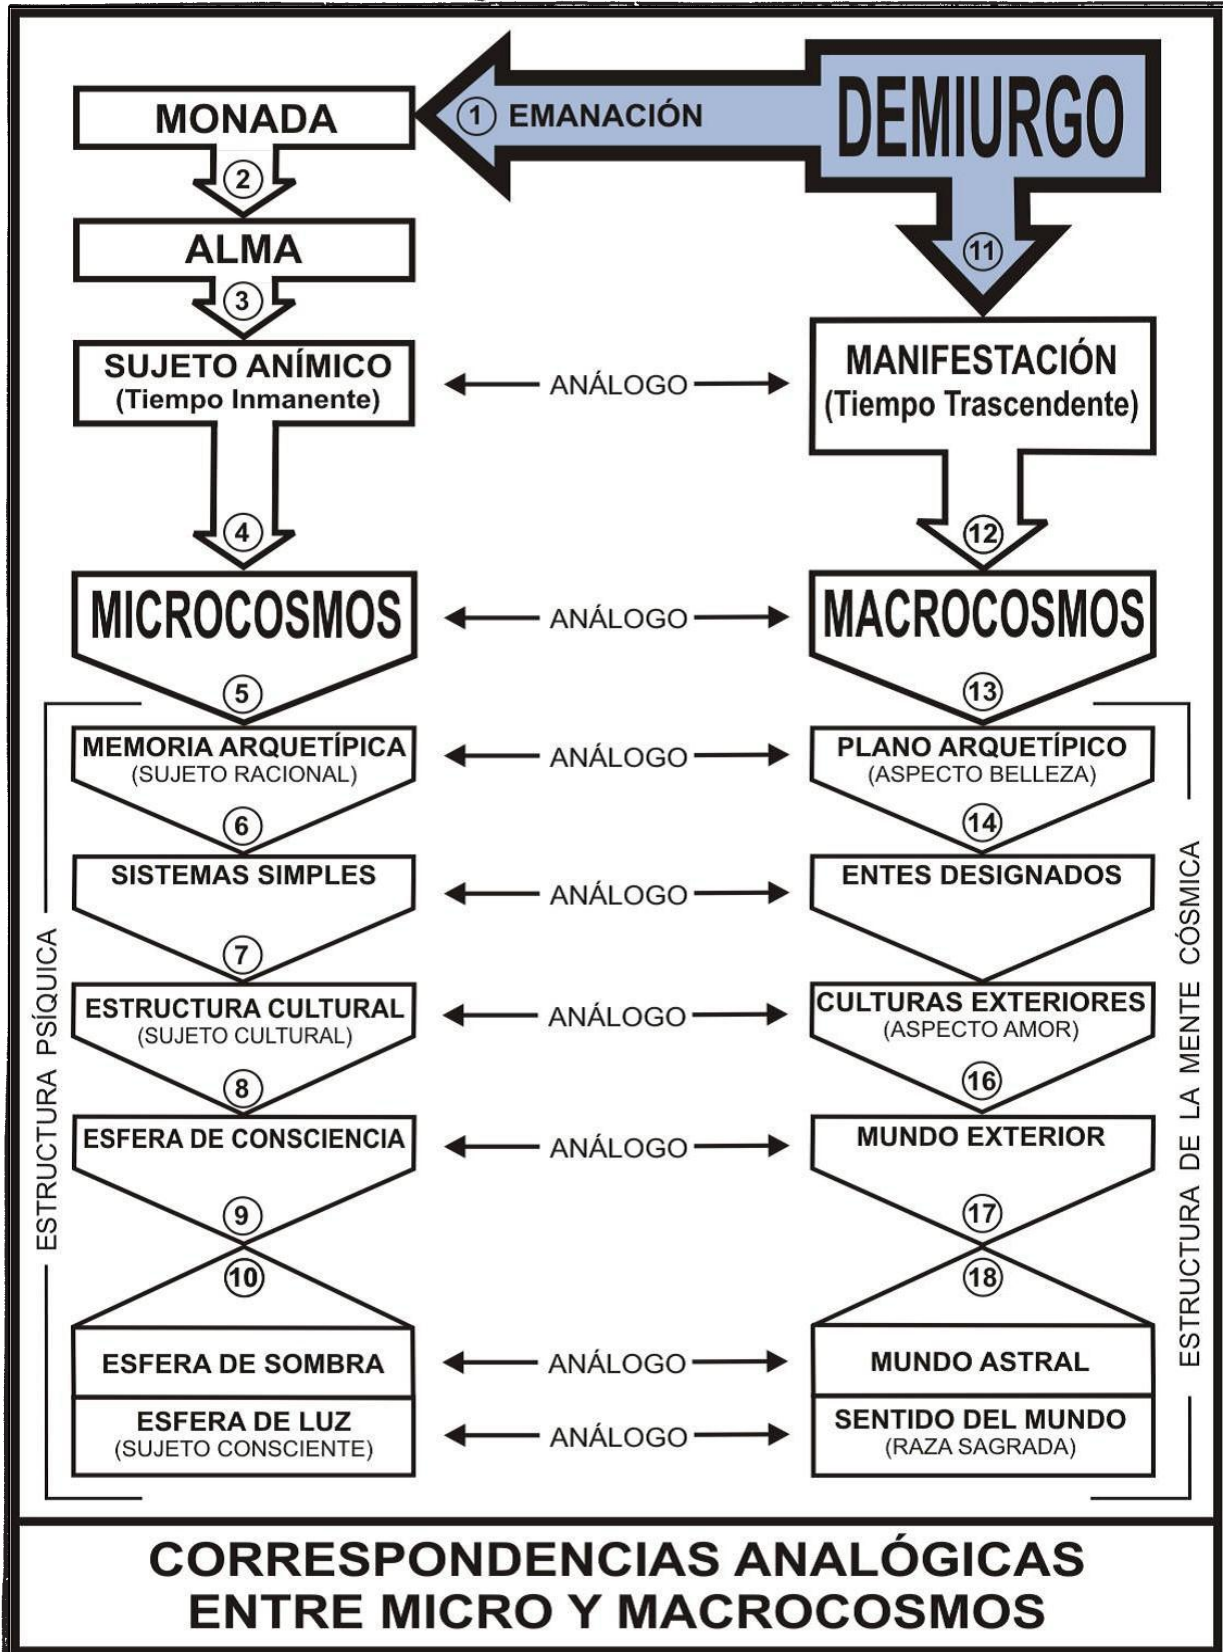 MONADA
1 EMANACIÓN
DEMIURGO
2
ALMA
11
3
SUJETO ANÍMICO
(Tiempo Inmanente)
ANÁLOGO
MANIFESTACIÓN
(Tiempo Trascendente)
4
12
MICROCOSMOS
ANÁLOGO
MACROCOSMOS
5
13
MEMORIA ARQUETÍPICA
(SUJETO RACIONAL)
ANÁLOGO
PLANO ARQUETÍPICO
(ASPECTO BELLEZA)
6
14
SISTEMAS SIMPLES
ANÁLOGO
ENTES DESIGNADOS
7
ESTRUCTURA CULTURAL
(SUJETO CULTURAL)
ANÁLOGO
CULTURAS EXTERIORES
(ASPECTO AMOR)
8
16
ESFERA DE CONSCIENCIA
ANÁLOGO
MUNDO EXTERIOR
9
17
10
18
ESFERA DE SOMBRA
ANÁLOGO
MUNDO ASTRAL
ESFERA DE LUZ
(SUJETO CONSCIENTE)
ANÁLOGO
SENTIDO DEL MUNDO
(RAZA SAGRADA)
ESTRUCTURA PSÍQUICA
ESTRUCTURA DE LA MENTE CÓSMICA
CORRESPONDENCIAS ANALÓGICAS
ENTRE MICRO Y MACROCOSMOS